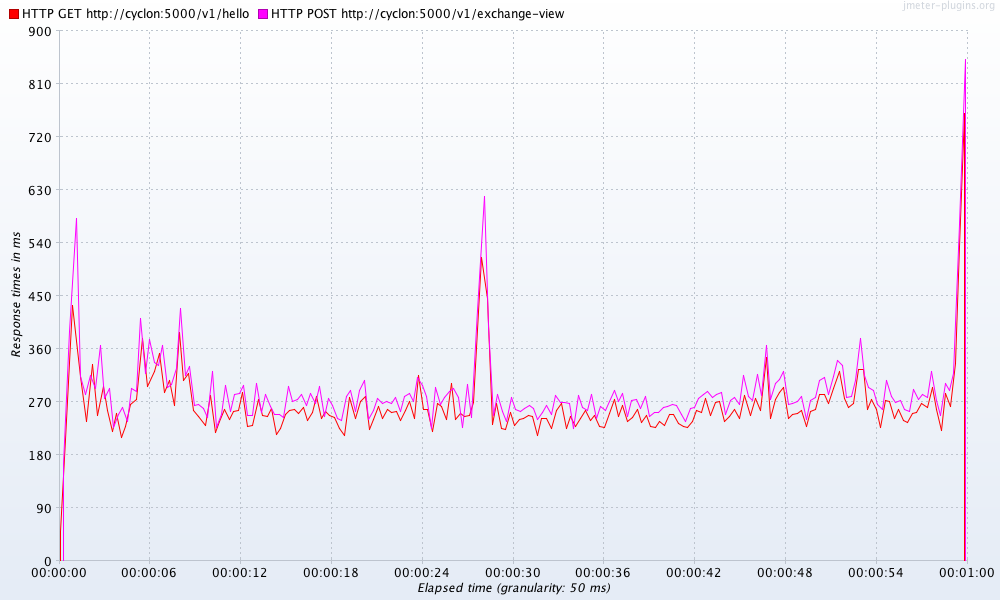 jmeter-plugins.org
HTTP GET http://cyclon:5000/v1/hello HTTP POST http://cyclon:5000/v1/exchange-view
900
810
720
630
540
450
360
270
180
90
0
Response times in ms
00:00:00 00:00:06 00:00:12 00:00:18 00:00:24 00:00:30 00:00:36 00:00:42 00:00:48 00:00:54 00:01:00
Elapsed time (granularity: 50 ms)